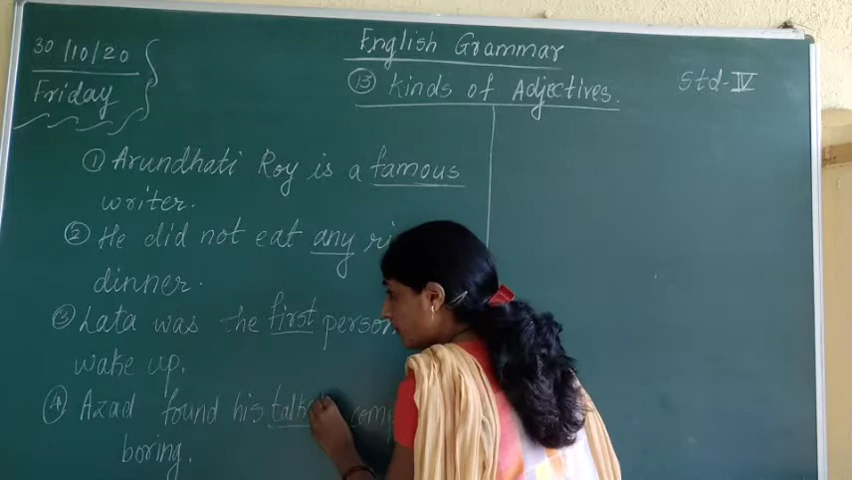 30/10/20
Friday
English Grammar
13 Kinds of Adjectives.
Std-IV
1 Arundhati Roy is a famous
writer.
2 He did not eat any
dinner.
3 Lata was the first person
wake up.
4 Azad found his
boring.